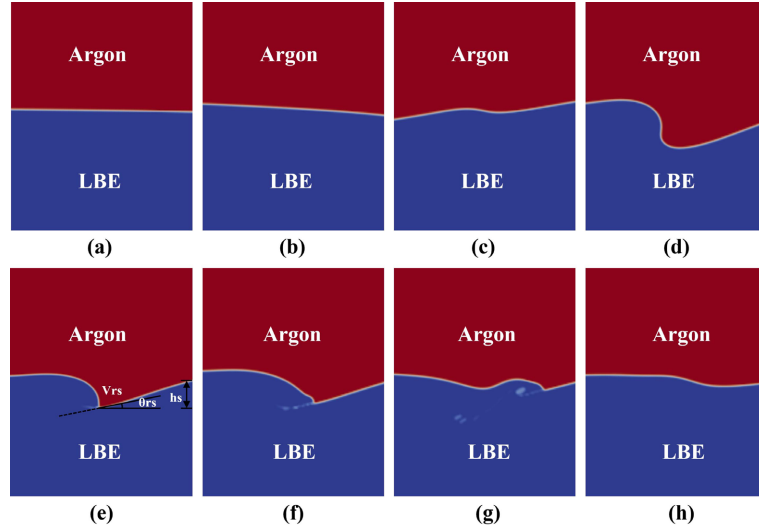 Argon Argon Argon Argon
LBE LBE LBE LBE
(a) (b) (c) (d)
Argon Argon Argon Argon
Vrs
hs
θrs
LBE LBE LBE LBE
(e) (f) (g) (h)